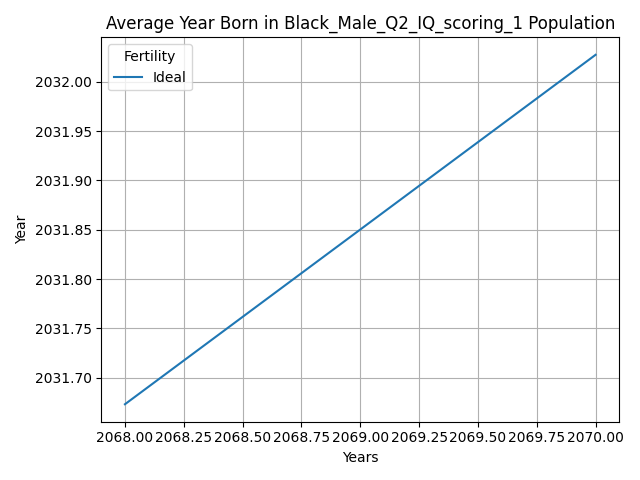 Average Year Born in Black_Male_Q2_IQ_scoring_1 Population
Fertility
Ideal
2032.00
2031.95
2031.90
2031.85
2031.80
2031.75
2031.70
Year
2068.00 2068.25 2068.50 2068.75 2069.00 2069.25 2069.50 2069.75 2070.00
Years